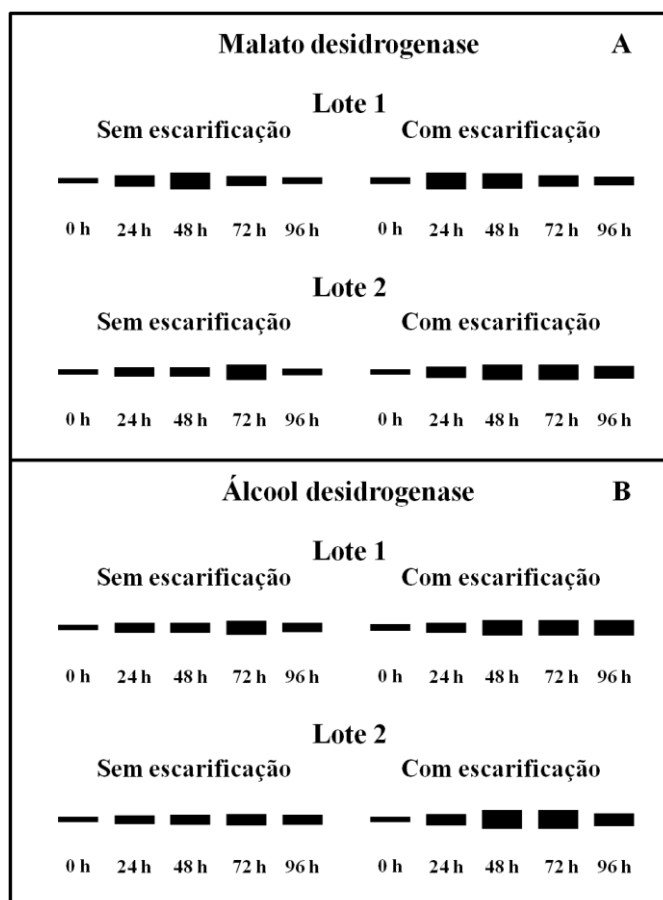 Malato desidrogenase A
Lote 1
Sem escarificação Com escarificação
0 h 24 h 48 h 72 h 96 h 0 h 24 h 48 h 72 h 96 h
Lote 2
Sem escarificação Com escarificação
0 h 24 h 48 h 72 h 96 h 0 h 24 h 48 h 72 h 96 h
Álcool desidrogenase B
Lote 1
Sem escarificação Com escarificação
0 h 24 h 48 h 72 h 96 h 0 h 24 h 48 h 72 h 96 h
Lote 2
Sem escarificação Com escarificação
0 h 24 h 48 h 72 h 96 h 0 h 24 h 48 h 72 h 96 h